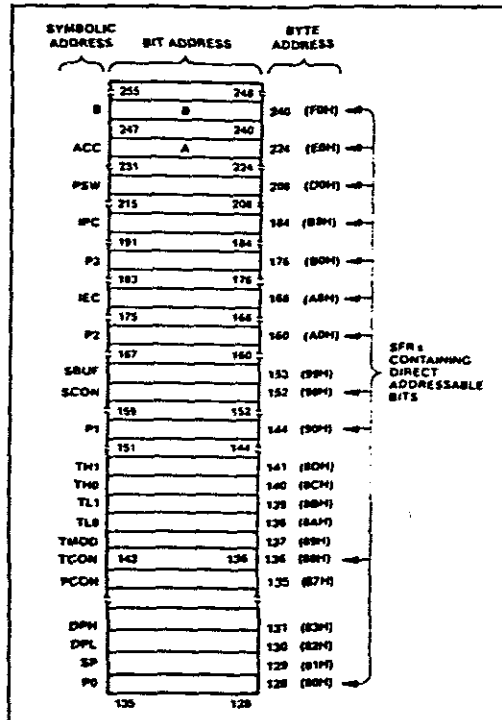 SYMBOLIC ADDRESS BIT ADDRESS BYTE ADDRESS
255 248
B B 240 (F0H)
247 240
ACC A 224 (E0H)
231 224
PSW 208 (D0H)
215 208
IPC 184 (B8H)
191 184
P3 176 (B0H)
183 176
IEC 168 (A8H)
175 168
P2 160 (A0H)
167 160
SBUF 153 (99H)
SCON 152 (98H)
159 152
P1 144 (90H)
151 144
TH1 141 (8DH)
TH0 140 (8CH)
TL1 139 (8BH)
TL0 138 (8AH)
TMOD 137 (89H)
TCON 143 136 136 (88H)
PCON 135 (87H)
DPH 131 (83H)
DPL 130 (82H)
SP 129 (81H)
P0 128 (80H)
135 128
SFRs
CONTAINING
DIRECT
ADDRESSABLE
BITS